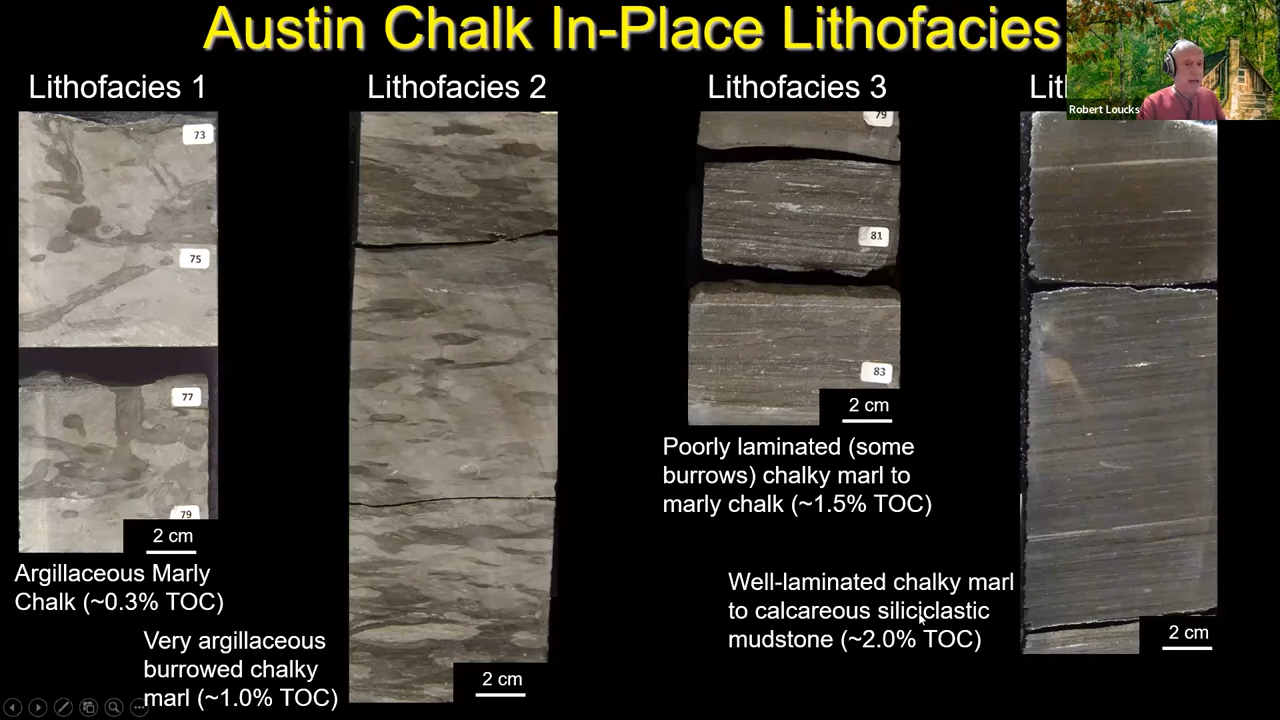 Austin Chalk In-Place Lithofacies
Robert Loucks
Lithofacies 1
Lithofacies 2
Lithofacies 3
Lit
73
75
77
79
2 cm
Argillaceous Marly
Chalk (~0.3% TOC)
Very argillaceous
burrowed chalky
marl (~1.0% TOC)
2 cm
79
81
83
2 cm
Poorly laminated (some
burrows) chalky marl to
marly chalk (~1.5% TOC)
Well-laminated chalky marl
to calcareous siliciclastic
mudstone (~2.0% TOC)
2 cm